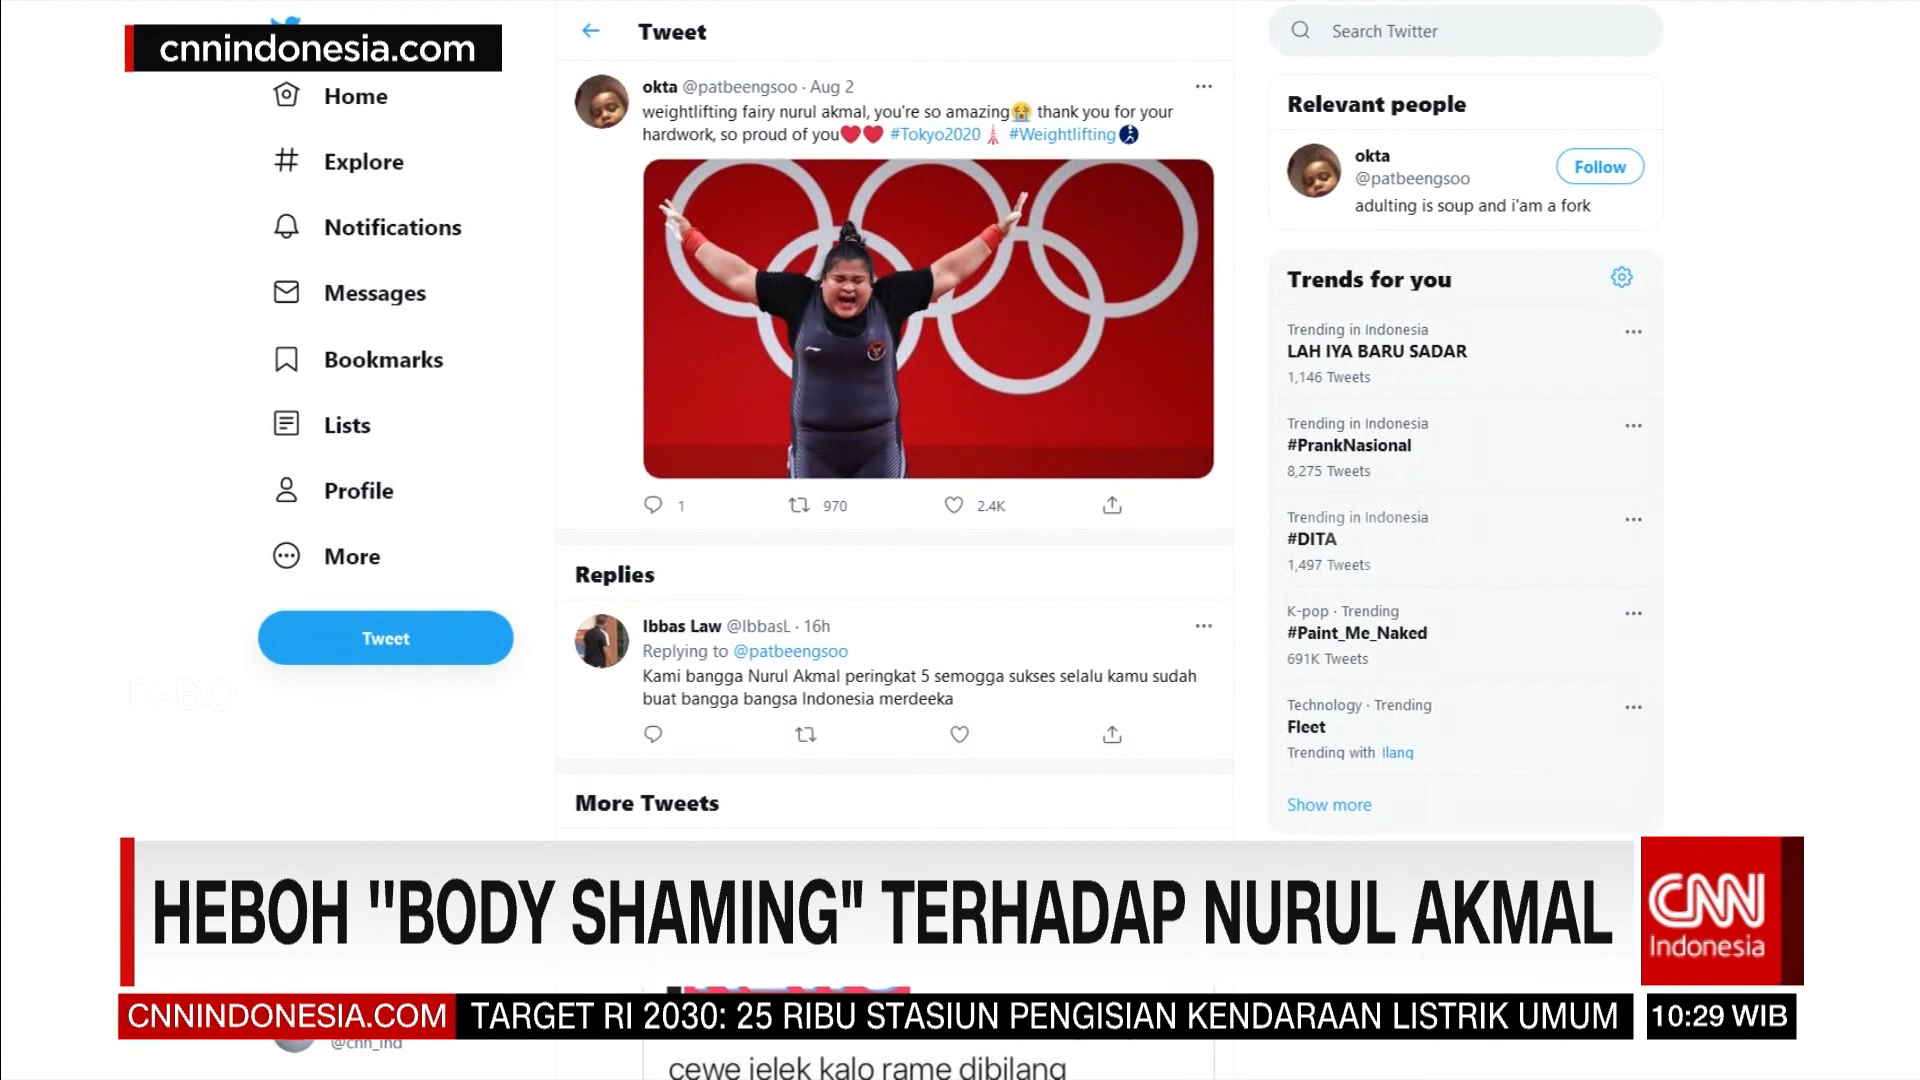 cnnindonesia.com
Home
Explore
Notifications
Messages
Bookmarks
Lists
Profile
More
Tweet
Tweet
okta @patbeengsoo · Aug 2
weightlifting fairy nurul akmal, you're so amazing😭 thank you for your
hardwork, so proud of you❤️❤️ #Tokyo2020 #Weightlifting
1
970
2.4K
Replies
Ibbas Law @IbbasL · 16h
Replying to @patbeengsoo
Kami bangga Nurul Akmal peringkat 5 semogga sukses selalu kamu sudah
buat bangga bangsa Indonesia merdeeka
More Tweets
Search Twitter
Relevant people
okta
@patbeengsoo
Follow
adulting is soup and i'am a fork
Trends for you
Trending in Indonesia
LAH IYA BARU SADAR
1,146 Tweets
Trending in Indonesia
#PrankNasional
8,275 Tweets
Trending in Indonesia
#DITA
1,497 Tweets
K-pop · Trending
#Paint_Me_Naked
691K Tweets
Technology · Trending
Fleet
Trending with Ilanq
Show more
HEBOH "BODY SHAMING" TERHADAP NURUL AKMAL
CNN
Indonesia
CNNINDONESIA.COM
TARGET RI 2030: 25 RIBU STASIUN PENGISIAN KENDARAAN LISTRIK UMUM
10:29 WIB
@cnn_ind
cewe jelek kalo rame dibilang